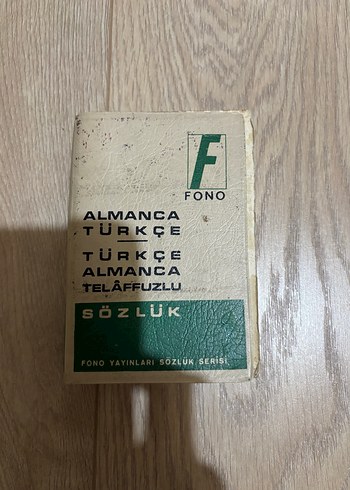 F
FONO
ALMANCA
TÜRKÇE
TÜRKÇE
ALMANCA
TELÂFFUZLU
SÖZLÜK
FONO YAYINLARI SÖZLÜK SERİSİ